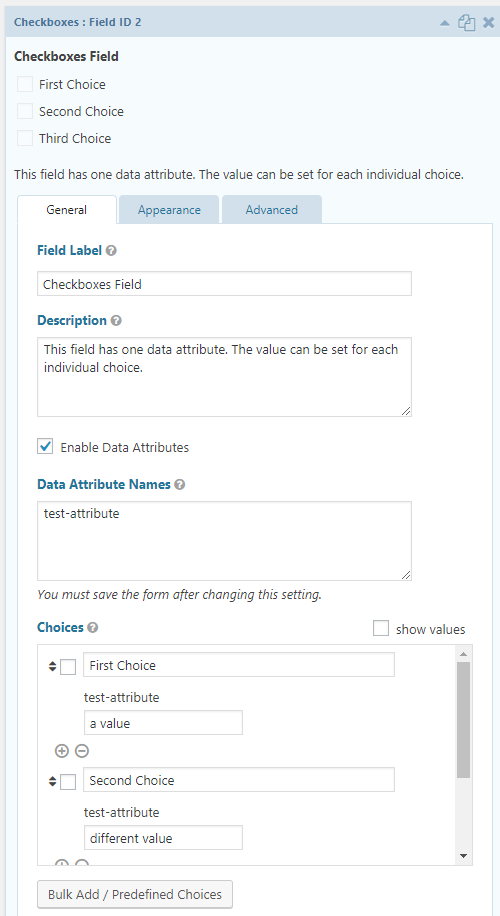 Checkboxes : Field ID 2
Checkboxes Field
First Choice
Second Choice
Third Choice
This field has one data attribute. The value can be set for each individual choice.
General Appearance Advanced
Field Label
Checkboxes Field
Description
This field has one data attribute. The value can be set for each
individual choice.
Enable Data Attributes
Data Attribute Names
test-attribute
You must save the form after changing this setting.
Choices show values
First Choice
test-attribute
a value
Second Choice
test-attribute
different value
Bulk Add / Predefined Choices